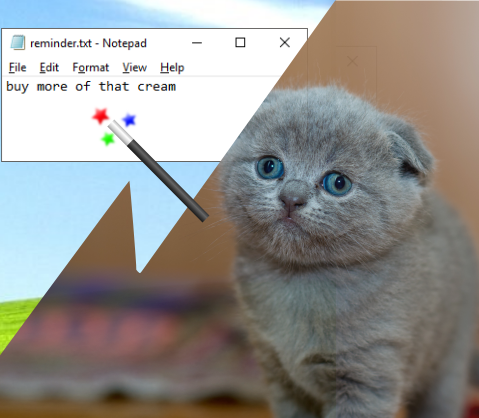 reminder.txt - Notepad
File Edit Format View Help
buy more of that cream